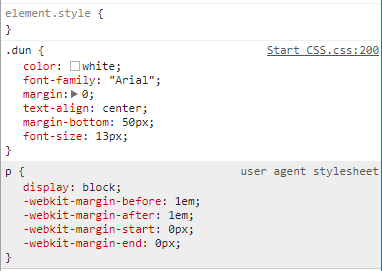 element.style {
}
.dun { Start CSS.css:200
color: white;
font-family: "Arial";
margin: 0;
text-align: center;
margin-bottom: 50px;
font-size: 13px;
}
p { user agent stylesheet
display: block;
-webkit-margin-before: 1em;
-webkit-margin-after: 1em;
-webkit-margin-start: 0px;
-webkit-margin-end: 0px;
}